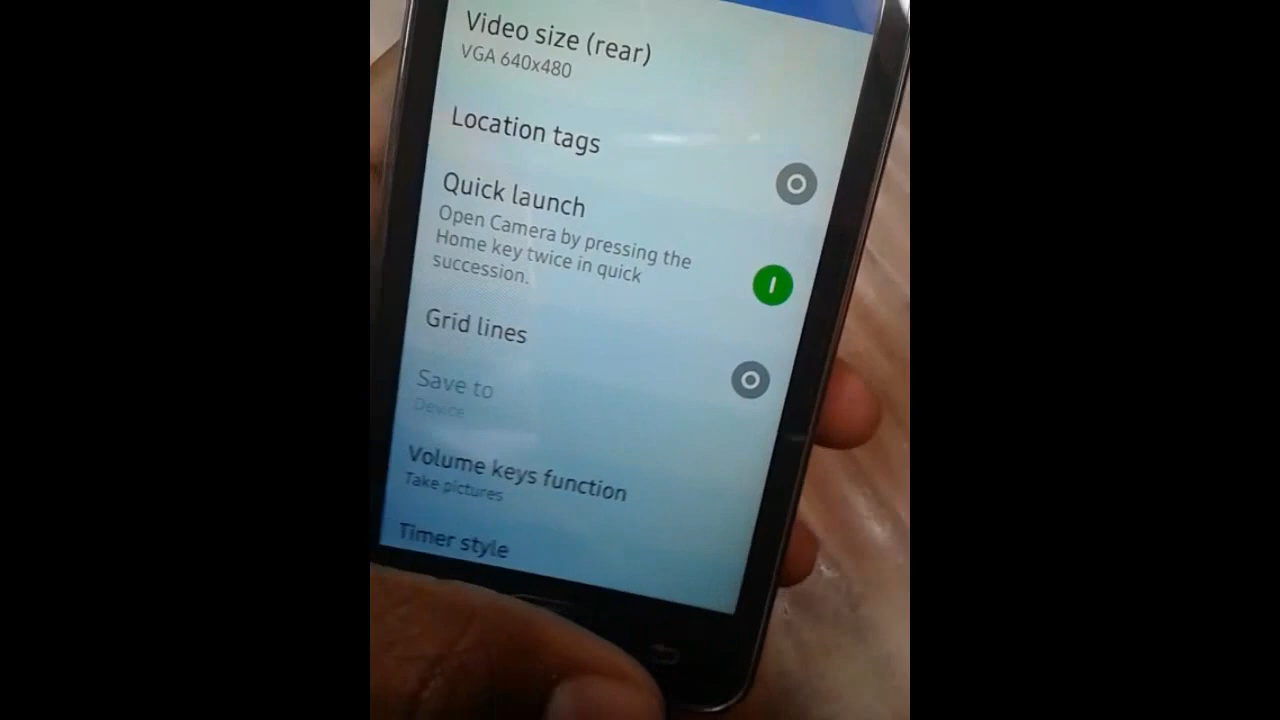 Video size (rear)
VGA 640x480
Location tags
Quick launch
Open Camera by pressing the
Home key twice in quick
succession.
Grid lines
Save to
Device
Volume keys function
Take pictures
Timer style